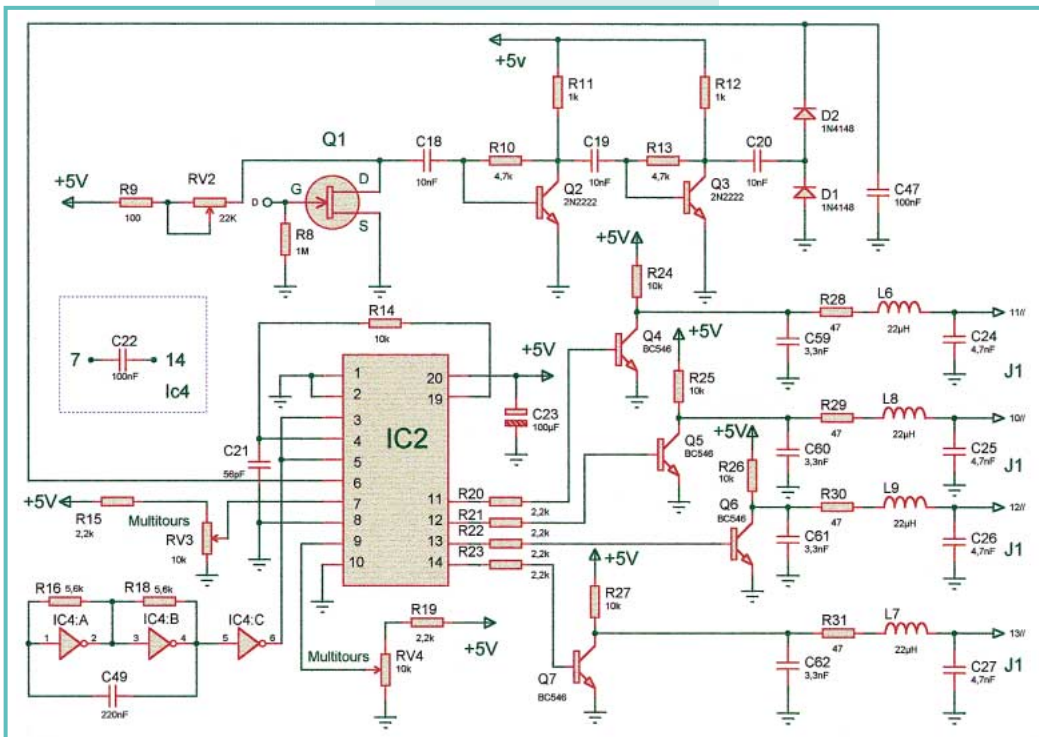 +5v
R11
1k
R12
1k
D2
1N4148
Q1
C18
10nF
R10
4,7k
C19
10nF
R13
4,7k
C20
10nF
Q2
2N2222
Q3
2N2222
D1
1N4148
C47
100nF
+5V
R9
100
RV2
22K
D
G
D
S
R8
1M
+5V
R24
10k
R14
10k
C22
7
14
100nF
Ic4
Q4
BC546
+5V
R28
47
L6
22µH
11//
C59
3,3nF
C24
4,7nF
J1
1
2
3
4
5
6
7
8
9
10
IC2
20
19
11
12
13
14
+5V
C23
100µF
R25
10k
Q5
BC546
R29
47
L8
22µH
10//
C60
3,3nF
C25
4,7nF
J1
C21
56pF
+5V
R26
10k
+5V
R15
2,2k
Multitours
RV3
10k
R20
2,2k
R21
2,2k
R22
2,2k
R23
2,2k
Q6
BC546
R30
47
L9
22µH
12//
C61
3,3nF
C26
4,7nF
J1
R16 5,6k
R18 5,6k
IC4:A
IC4:B
IC4:C
1
2
3
4
5
6
C49
220nF
R19
2,2k
+5V
Multitours
RV4
10k
+5V
R27
10k
Q7
BC546
R31
47
L7
22µH
13//
C62
3,3nF
C27
4,7nF
J1